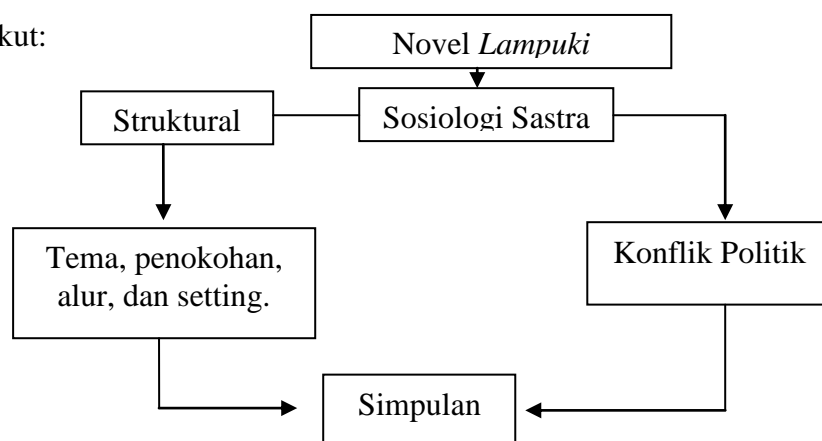 kut:
Novel Lampuki
Struktural
Sosiologi Sastra
Tema, penokohan,
alur, dan setting.
Konflik Politik
Simpulan